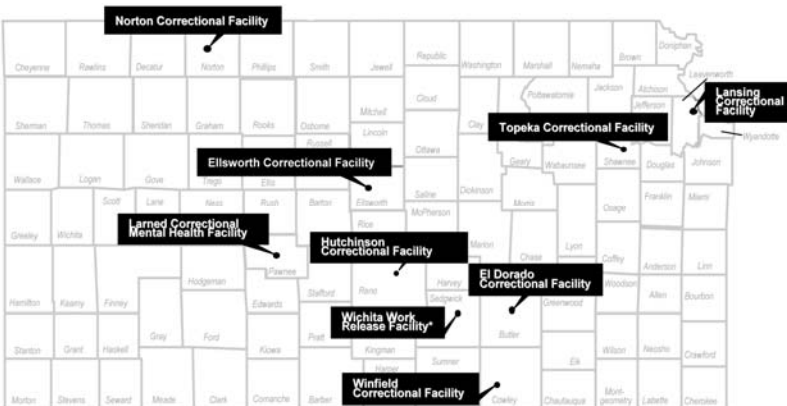 Norton Correctional Facility
Cheyenne Rawlins Decatur Norton Phillips Smith Jewell Republic Washington Marshall Nemaha Brown Doniphan
Leavenworth
Lansing
Correctional
Facility
Wyandotte
Pottawatomie Jackson Atchison
Jefferson
Cloud
Mitchell
Sherman Thomas Sheridan Graham Rooks Osborne Lincoln
Clay
Topeka Correctional Facility
Russell
Ottawa
Ellsworth Correctional Facility
Geary Wabaunsee Shawnee Douglas Johnson
Wallace Logan Gove Trego Ellis Ellsworth Saline Dickinson
Morris
Franklin Miami
Osage
Scott Lane Ness Rush Barton
Rice McPherson
Greeley Wichita
Larned Correctional
Mental Health Facility
Hutchinson
Correctional Facility
Marion
Chase
Lyon
Coffey
Anderson Linn
Pawnee
Hodgeman
El Dorado
Correctional Facility
Hamilton Kearny Finney
Edwards
Stafford
Reno
Harvey
Sedgwick
Butler
Greenwood
Woodson
Allen Bourbon
Gray
Ford
Wichita Work
Release Facility*
Pratt
Kingman
Stanton Grant Haskell
Kiowa
Elk
Wilson Neosho
Crawford
Sumner
Harper
Winfield
Correctional Facility
Cowley
Morton Stevens Seward Meade Clark Comanche Barber
Chautauqua
Mont-
geometry
Labette Cherokee